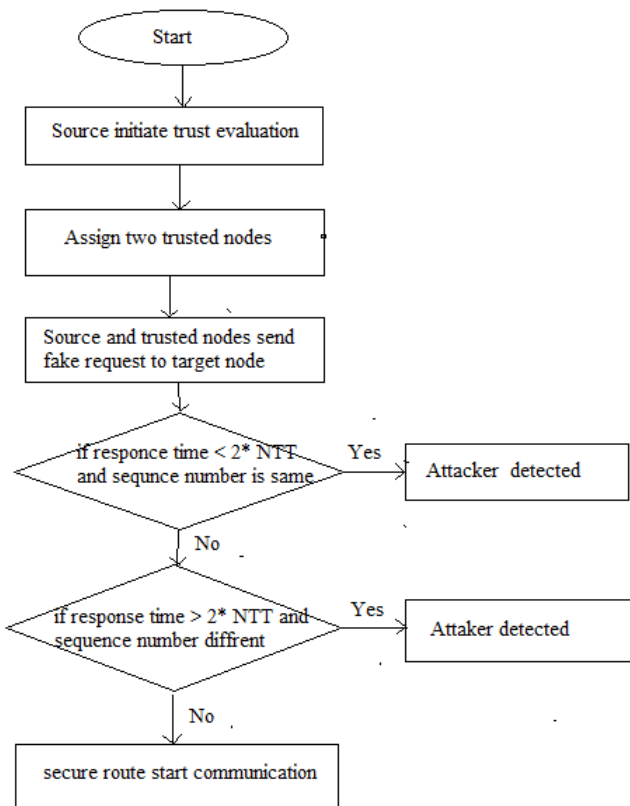 Start
Source initiate trust evaluation
Assign two trusted nodes
Source and trusted nodes send
fake request to target node
if responce time < 2* NTT
and sequnce number is same
Yes
Attacker detected
No
if response time > 2* NTT and
sequence number diffrent
Yes
Attaker detected
No
secure route start communication